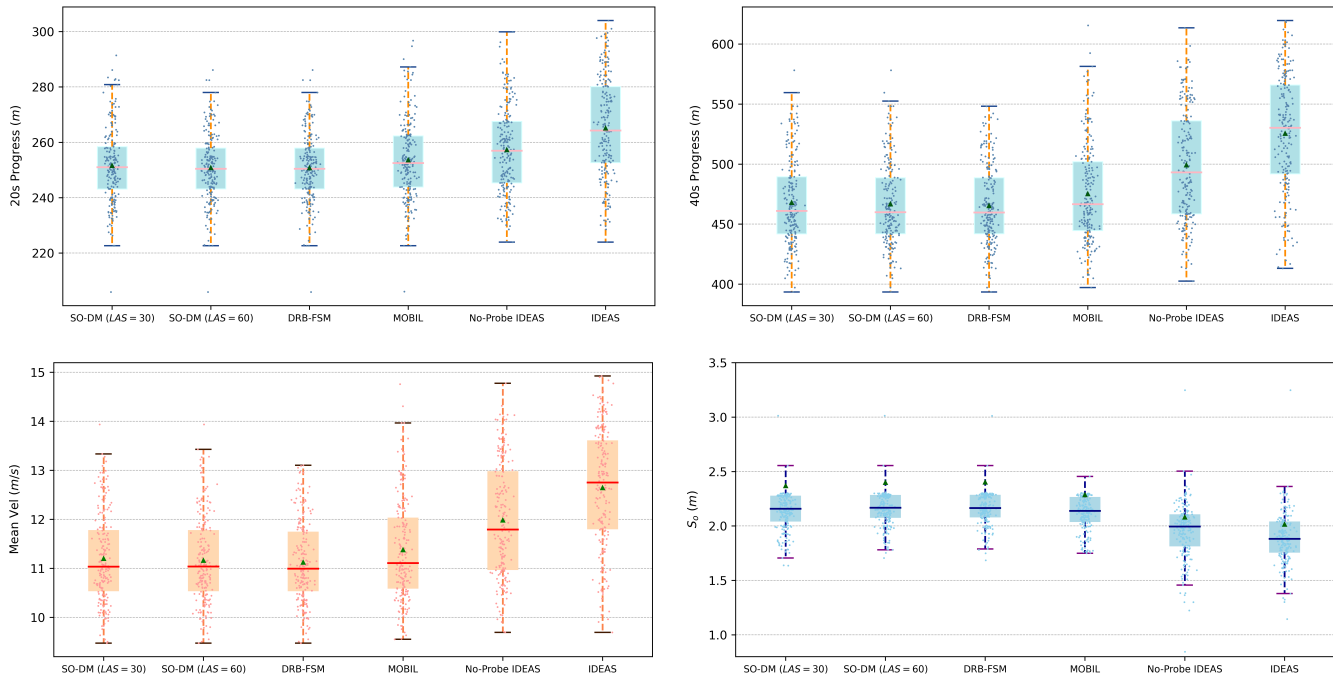 20s Progress (m)
300
280
260
240
220
SO-DM (LAS = 30) SO-DM (LAS = 60) DRB-FSM MOBIL No-Probe IDEAS IDEAS
40s Progress (m)
600
550
500
450
400
SO-DM (LAS = 30) SO-DM (LAS = 60) DRB-FSM MOBIL No-Probe IDEAS IDEAS
Mean Vel (m/s)
15
14
13
12
11
10
SO-DM (LAS = 30) SO-DM (LAS = 60) DRB-FSM MOBIL No-Probe IDEAS IDEAS
S_o (m)
3.5
3.0
2.5
2.0
1.5
1.0
SO-DM (LAS = 30) SO-DM (LAS = 60) DRB-FSM MOBIL No-Probe IDEAS IDEAS